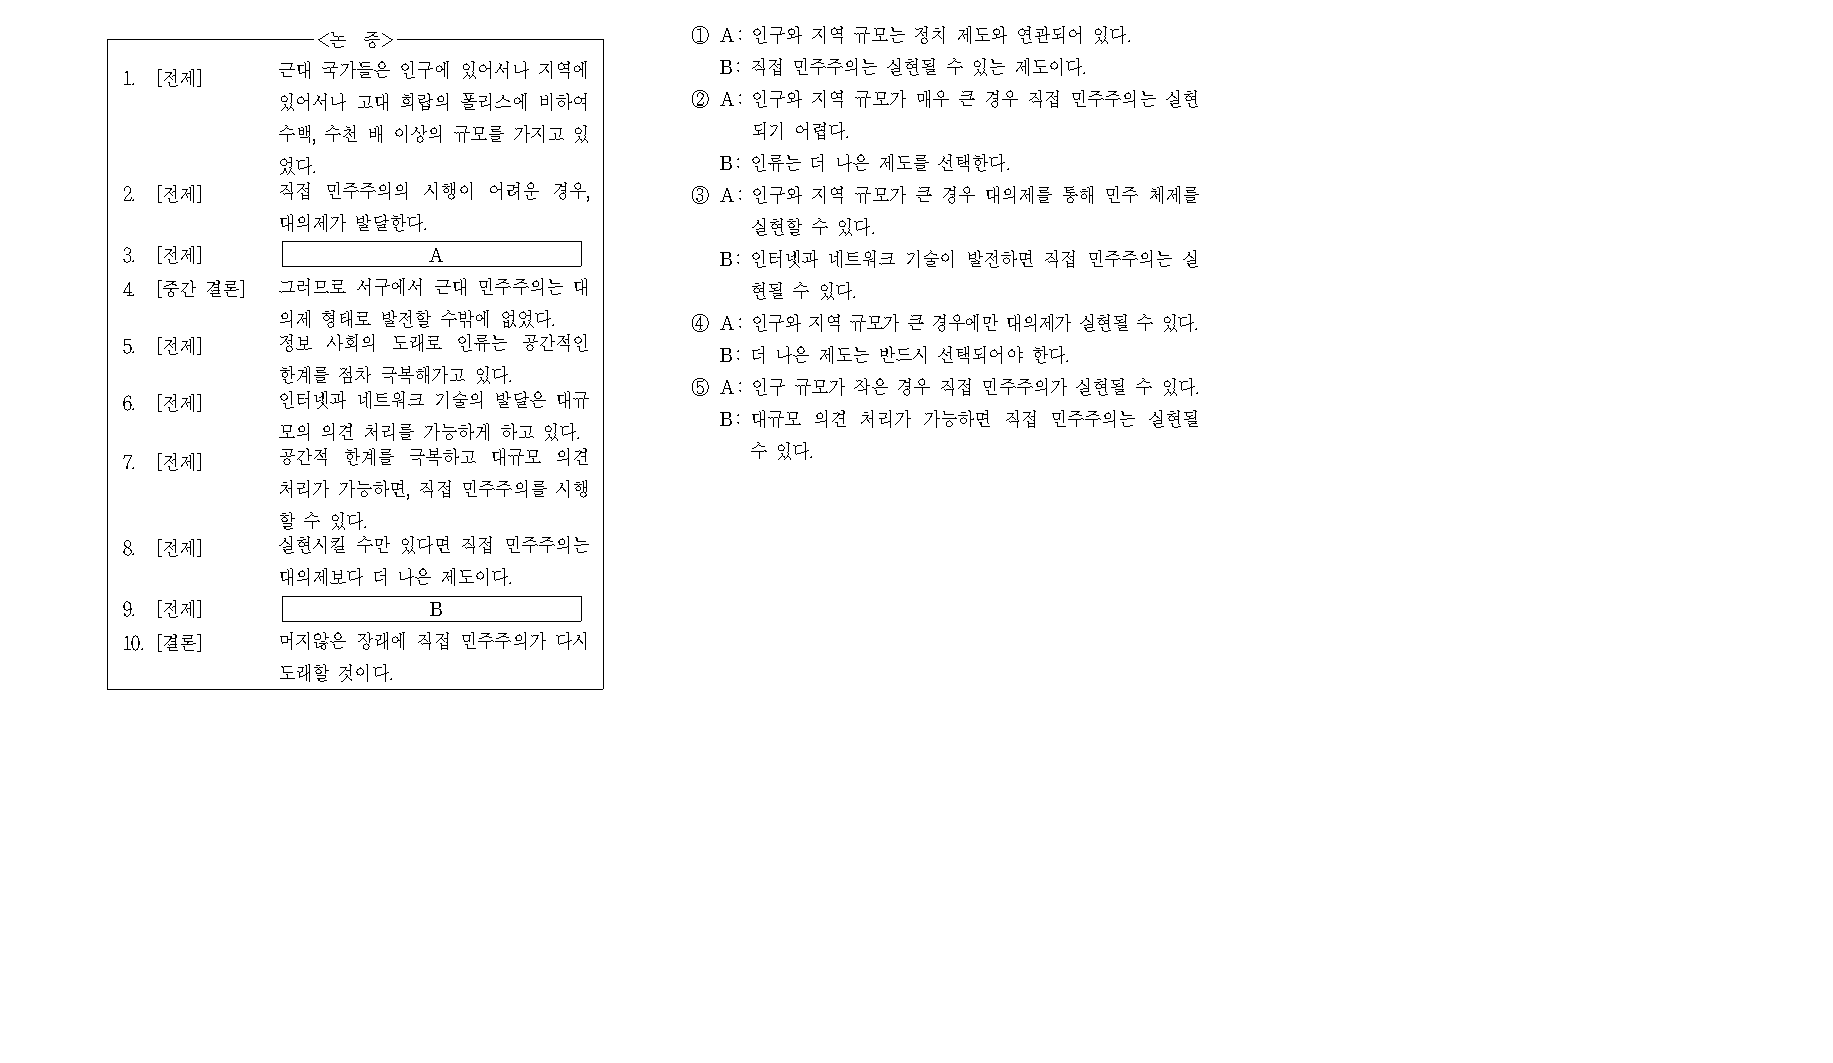 <논 증>
1. [전제] 근대 국가들은 인구에 있어서나 지역에
있어서나 고대 희랍의 폴리스에 비하여
수백, 수천 배 이상의 규모를 가지고 있
었다.
2. [전제] 직접 민주주의의 시행이 어려운 경우,
대의제가 발달한다.
3. [전제] A
4. [중간 결론] 그러므로 서구에서 근대 민주주의는 대
의제 형태로 발전할 수밖에 없었다.
5. [전제] 정보 사회의 도래로 인류는 공간적인
한계를 점차 극복해가고 있다.
6. [전제] 인터넷과 네트워크 기술의 발달은 대규
모의 의견 처리를 가능하게 하고 있다.
7. [전제] 공간적 한계를 극복하고 대규모 의견
처리가 가능하면, 직접 민주주의를 시행
할 수 있다.
8. [전제] 실현시킬 수만 있다면 직접 민주주의는
대의제보다 더 나은 제도이다.
9. [전제] B
10. [결론] 머지않은 장래에 직접 민주주의가 다시
도래할 것이다.
① A: 인구와 지역 규모는 정치 제도와 연관되어 있다.
B: 직접 민주주의는 실현될 수 있는 제도이다.
② A: 인구와 지역 규모가 매우 큰 경우 직접 민주주의는 실현
되기 어렵다.
B: 인류는 더 나은 제도를 선택한다.
③ A: 인구와 지역 규모가 큰 경우 대의제를 통해 민주 체제를
실현할 수 있다.
B: 인터넷과 네트워크 기술이 발전하면 직접 민주주의는 실
현될 수 있다.
④ A: 인구와 지역 규모가 큰 경우에만 대의제가 실현될 수 있다.
B: 더 나은 제도는 반드시 선택되어야 한다.
⑤ A: 인구 규모가 작은 경우 직접 민주주의가 실현될 수 있다.
B: 대규모 의견 처리가 가능하면 직접 민주주의는 실현될
수 있다.